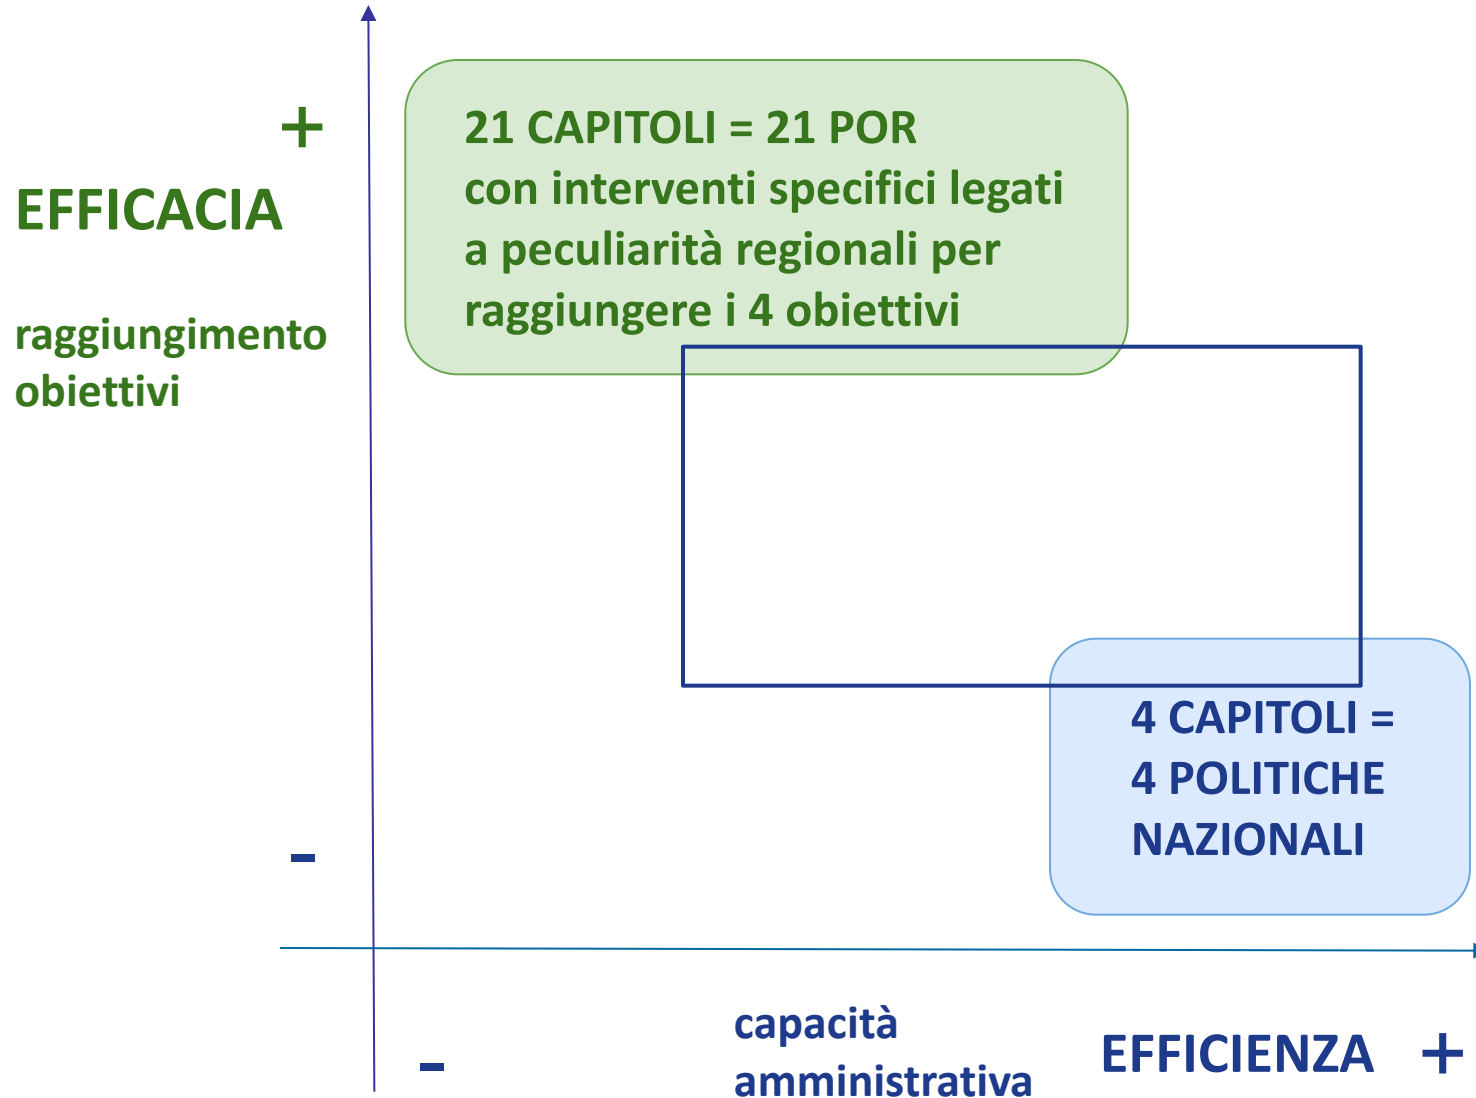 +
EFFICACIA
raggiungimento
obiettivi
21 CAPITOLI = 21 POR
con interventi specifici legati
a peculiarità regionali per
raggiungere i 4 obiettivi
4 CAPITOLI =
4 POLITICHE
NAZIONALI
-
-
capacità
amministrativa
EFFICIENZA +